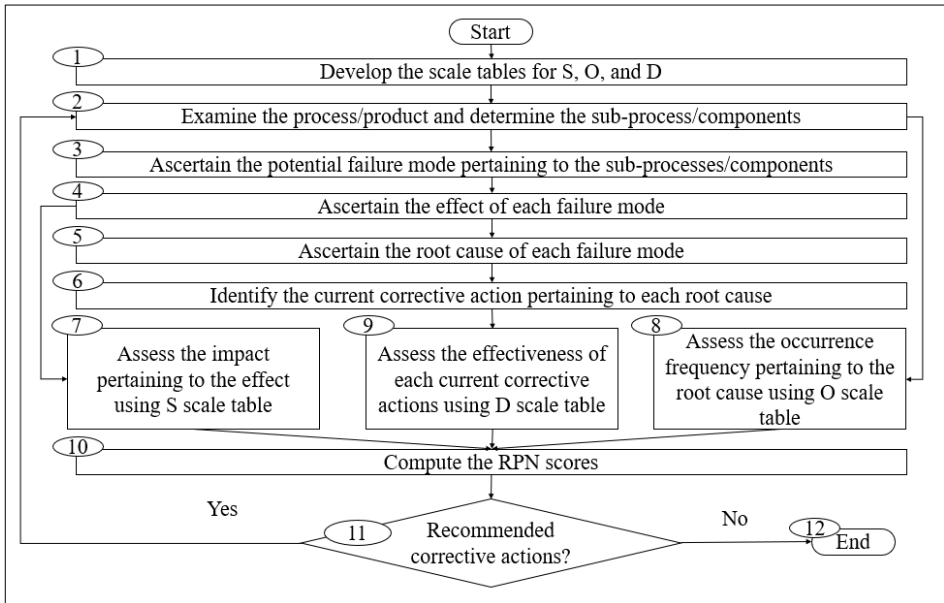 Start
1
Develop the scale tables for S, O, and D
2
Examine the process/product and determine the sub-process/components
3
Ascertain the potential failure mode pertaining to the sub-processes/components
4
Ascertain the effect of each failure mode
5
Ascertain the root cause of each failure mode
6
Identify the current corrective action pertaining to each root cause
7
Assess the impact
pertaining to the effect
using S scale table
9
Assess the effectiveness of
each current corrective
actions using D scale table
8
Assess the occurrence
frequency pertaining to the
root cause using O scale
table
10
Compute the RPN scores
Yes
11
Recommended
corrective actions?
No
12
End